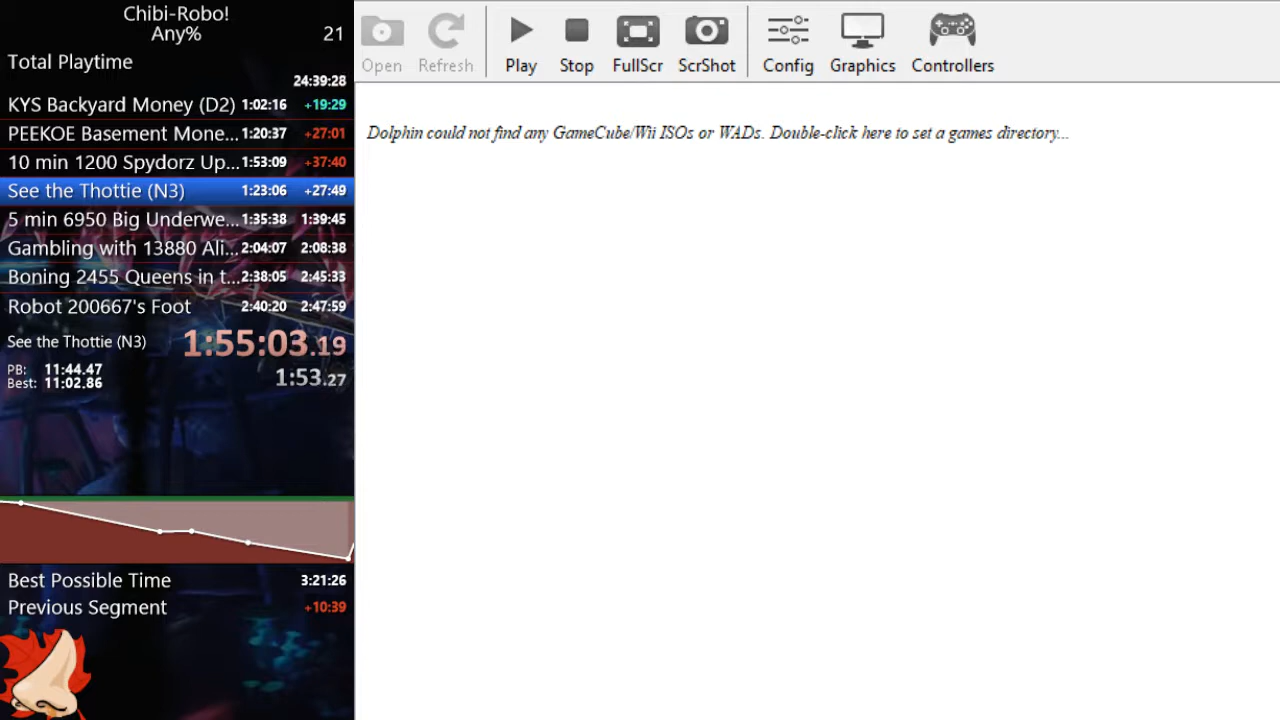 Chibi-Robo!
Any%
21
Total Playtime
24:39:28
KYS Backyard Money (D2) 1:02:16 +19:29
PEEKOE Basement Mone... 1:20:37 +27:01
10 min 1200 Spydorz Up... 1:53:09 +37:40
See the Thottie (N3) 1:23:06 +27:49
5 min 6950 Big Underwe... 1:35:38 1:39:45
Gambling with 13880 Ali... 2:04:07 2:08:38
Boning 2455 Queens in t... 2:38:05 2:45:33
Robot 200667's Foot 2:40:20 2:47:59
See the Thottie (N3) 1:55:03.19
PB: 11:44.47
Best: 11:02.86
1:53.27
Best Possible Time 3:21:26
Previous Segment +10:39
Open Refresh Play Stop FullScr ScrShot Config Graphics Controllers
Dolphin could not find any GameCube/Wii ISOs or WADs. Double-click here to set a games directory...